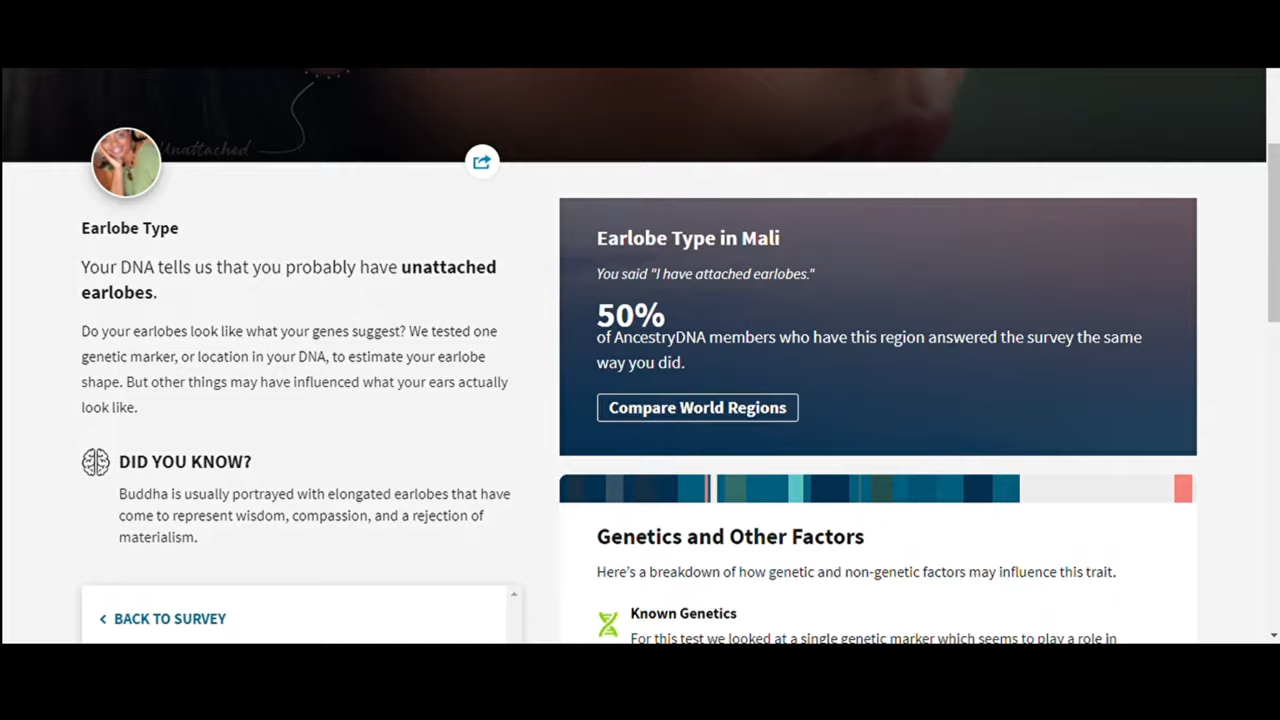 Unattached
Earlobe Type
Your DNA tells us that you probably have unattached
earlobes.
Do your earlobes look like what your genes suggest? We tested one
genetic marker, or location in your DNA, to estimate your earlobe
shape. But other things may have influenced what your ears actually
look like.
DID YOU KNOW?
Buddha is usually portrayed with elongated earlobes that have
come to represent wisdom, compassion, and a rejection of
materialism.
BACK TO SURVEY
Earlobe Type in Mali
You said "I have attached earlobes."
50%
of AncestryDNA members who have this region answered the survey the same
way you did.
Compare World Regions
Genetics and Other Factors
Here's a breakdown of how genetic and non-genetic factors may influence this trait.
Known Genetics
For this test we looked at a single genetic marker which seems to play a role in